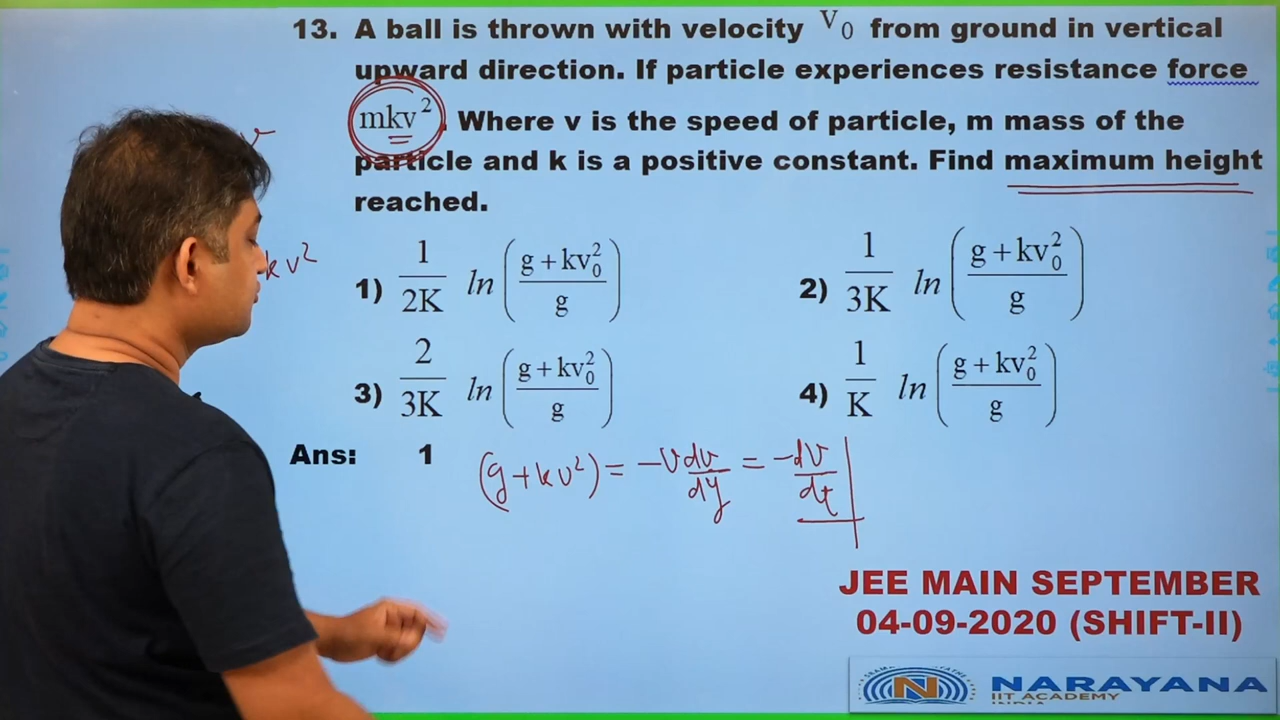 13. A ball is thrown with velocity V₀ from ground in vertical
upward direction. If particle experiences resistance force
mkv². Where v is the speed of particle, m mass of the
particle and k is a positive constant. Find maximum height
reached.
1) 1/2K ln((g+kv₀²)/g) 2) 1/3K ln((g+kv₀²)/g)
3) 2/3K ln((g+kv₀²)/g) 4) 1/K ln((g+kv₀²)/g)
Ans: 1
(g+kv²) = -v dv/dy = -dv/dt
v
kv²
JEE MAIN SEPTEMBER
04-09-2020 (SHIFT-II)
N NARAYANA
IIT ACADEMY
INDIA